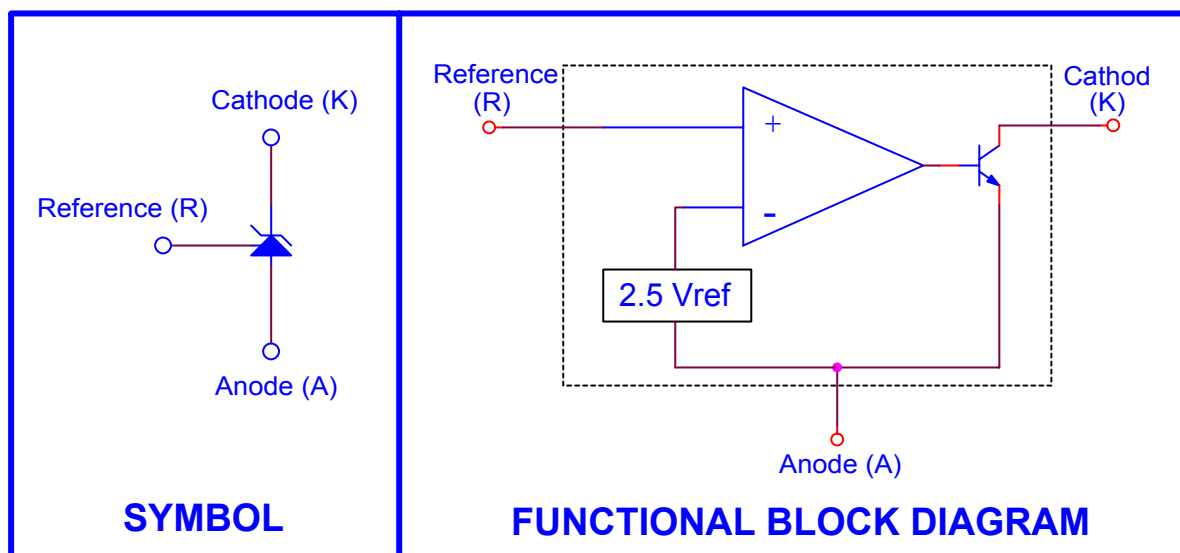 Cathode (K)
Reference (R)
Anode (A)
SYMBOL
Reference
(R)
Cathod
(K)
+
-
2.5 Vref
Anode (A)
FUNCTIONAL BLOCK DIAGRAM